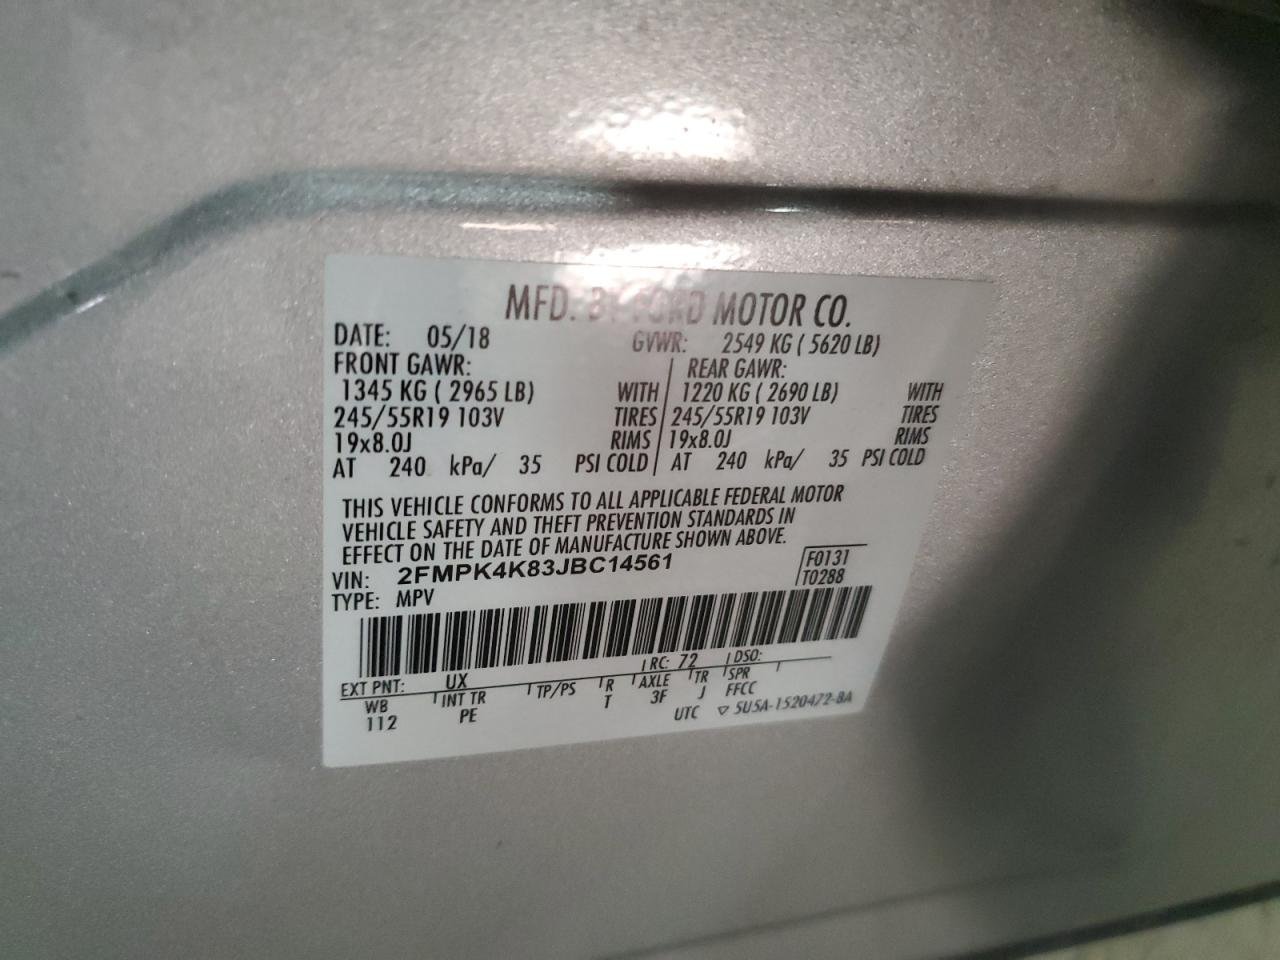 MFD. BY FORD MOTOR CO.
DATE: 05/18 GVWR: 2549 KG ( 5620 LB)
FRONT GAWR: REAR GAWR:
1345 KG ( 2965 LB) WITH 1220 KG ( 2690 LB) WITH
245/55R19 103V TIRES 245/55R19 103V TIRES
19x8.0J RIMS 19x8.0J RIMS
AT 240 kPa/ 35 PSI COLD AT 240 kPa/ 35 PSI COLD
THIS VEHICLE CONFORMS TO ALL APPLICABLE FEDERAL MOTOR
VEHICLE SAFETY AND THEFT PREVENTION STANDARDS IN
EFFECT ON THE DATE OF MANUFACTURE SHOWN ABOVE.
VIN: 2FMPK4K83JBC14561 F0131
TYPE: MPV T0288
EXT PNT: UX RC: 72 DSO:
WB INT TR TP/PS R AXLE TR SPR
112 PE T 3F J FFCC
UTC ▽ 5U5A-1520472-BA